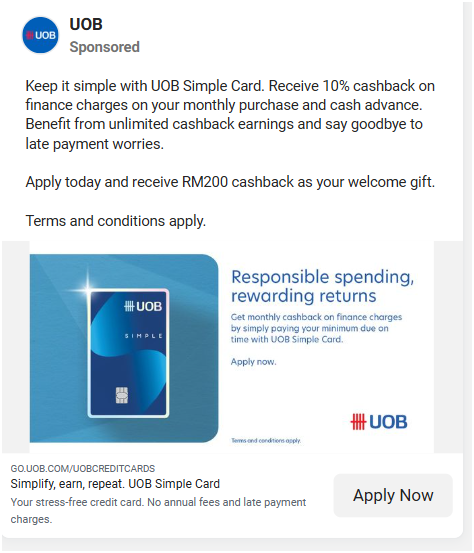 UOB
UOB
Sponsored
Keep it simple with UOB Simple Card. Receive 10% cashback on
finance charges on your monthly purchase and cash advance.
Benefit from unlimited cashback earnings and say goodbye to
late payment worries.
Apply today and receive RM200 cashback as your welcome gift.
Terms and conditions apply.
UOB
SIMPLE
Responsible spending,
rewarding returns
Get monthly cashback on finance charges
by simply paying your minimum due on
time with UOB Simple Card.
Apply now.
UOB
Terms and conditions apply.
GO.UOB.COM/UOBCREDITCARDS
Simplify, earn, repeat. UOB Simple Card
Your stress-free credit card. No annual fees and late payment
charges.
Apply Now